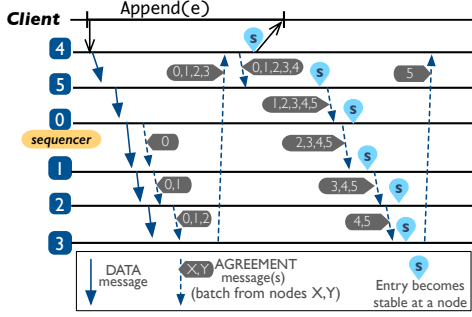 Client
Append(e)
4
s
0,1,2,3
0,1,2,3,4
s
5
5
1,2,3,4,5
s
0
sequencer
0
2,3,4,5
s
1
0,1
3,4,5
s
2
0,1,2
4,5
s
3
DATA
message
X,Y
AGREEMENT
message(s)
(batch from nodes X,Y)
s
Entry becomes
stable at a node